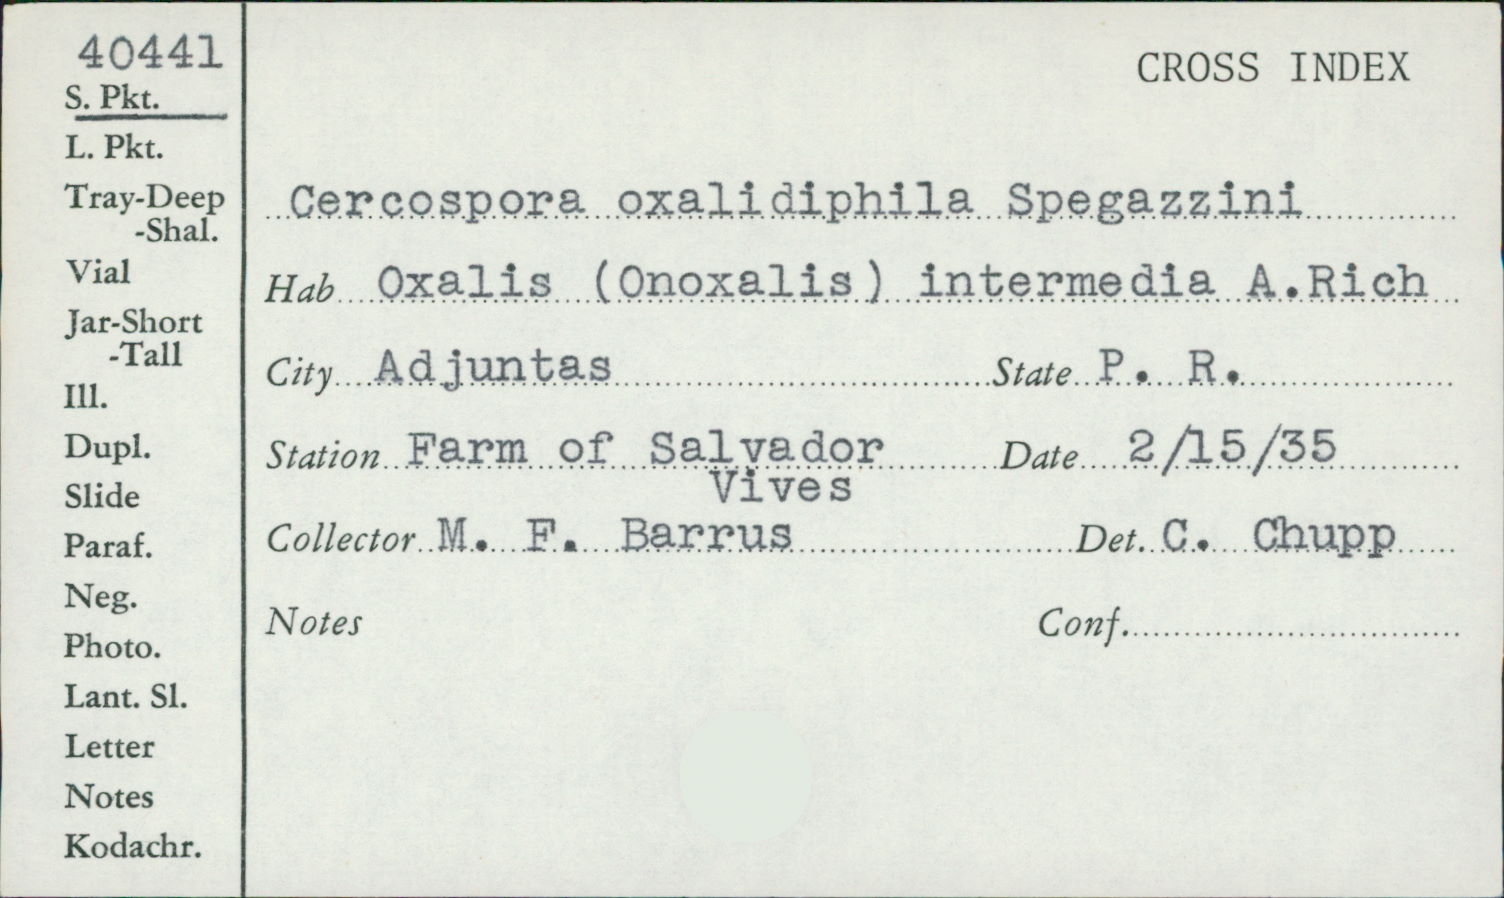 40441
S. Pkt.
L. Pkt.
Tray-Deep
-Shal.
Vial
Jar-Short
-Tall
Ill.
Dupl.
Slide
Paraf.
Neg.
Photo.
Lant. Sl.
Letter
Notes
Kodachr.
CROSS INDEX
Cercospora oxalidiphila Spegazzini
Hab Oxalis (Onoxalis) intermedia A.Rich
City Adjuntas State P. R.
Station Farm of Salvador Date 2/15/35
Vives
Collector M. F. Barrus Det. C. Chupp
Notes Conf.